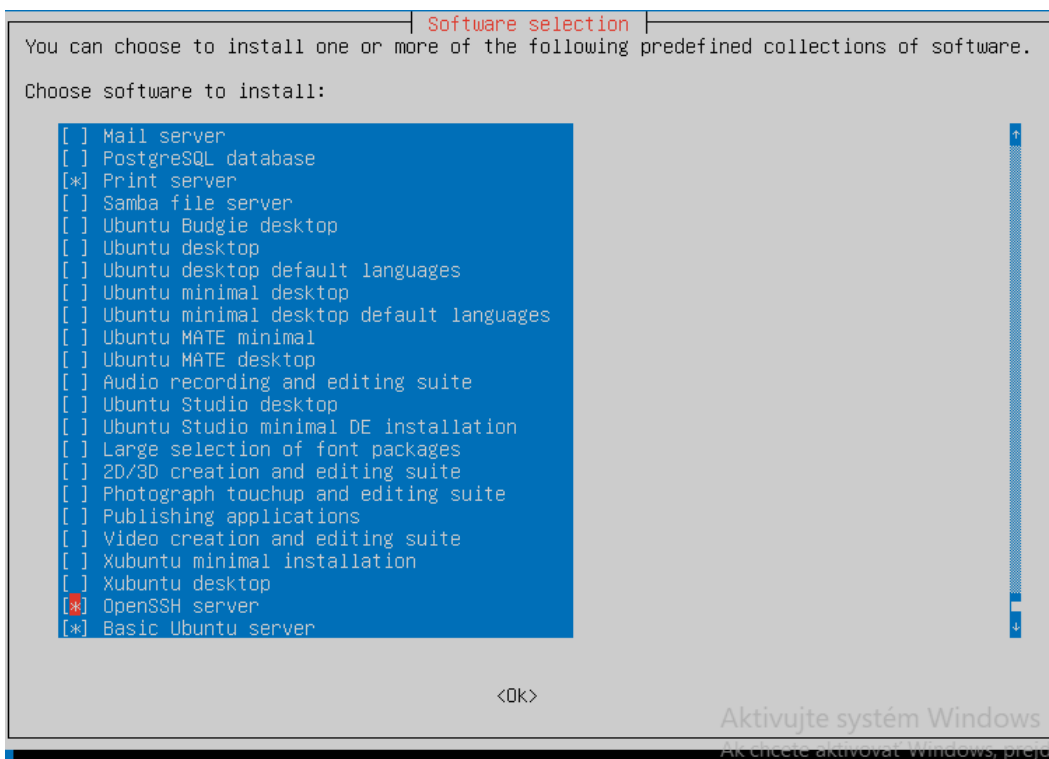 Software selection
You can choose to install one or more of the following predefined collections of software.
Choose software to install:
[ ] Mail server
[ ] PostgreSQL database
[*] Print server
[ ] Samba file server
[ ] Ubuntu Budgie desktop
[ ] Ubuntu desktop
[ ] Ubuntu desktop default languages
[ ] Ubuntu minimal desktop
[ ] Ubuntu minimal desktop default languages
[ ] Ubuntu MATE minimal
[ ] Ubuntu MATE desktop
[ ] Audio recording and editing suite
[ ] Ubuntu Studio desktop
[ ] Ubuntu Studio minimal DE installation
[ ] Large selection of font packages
[ ] 2D/3D creation and editing suite
[ ] Photograph touchup and editing suite
[ ] Publishing applications
[ ] Video creation and editing suite
[ ] Xubuntu minimal installation
[ ] Xubuntu desktop
[*] OpenSSH server
[*] Basic Ubuntu server
<Ok>
Aktivujte systém Windows
Ak chcete aktivovať Windows, prejd